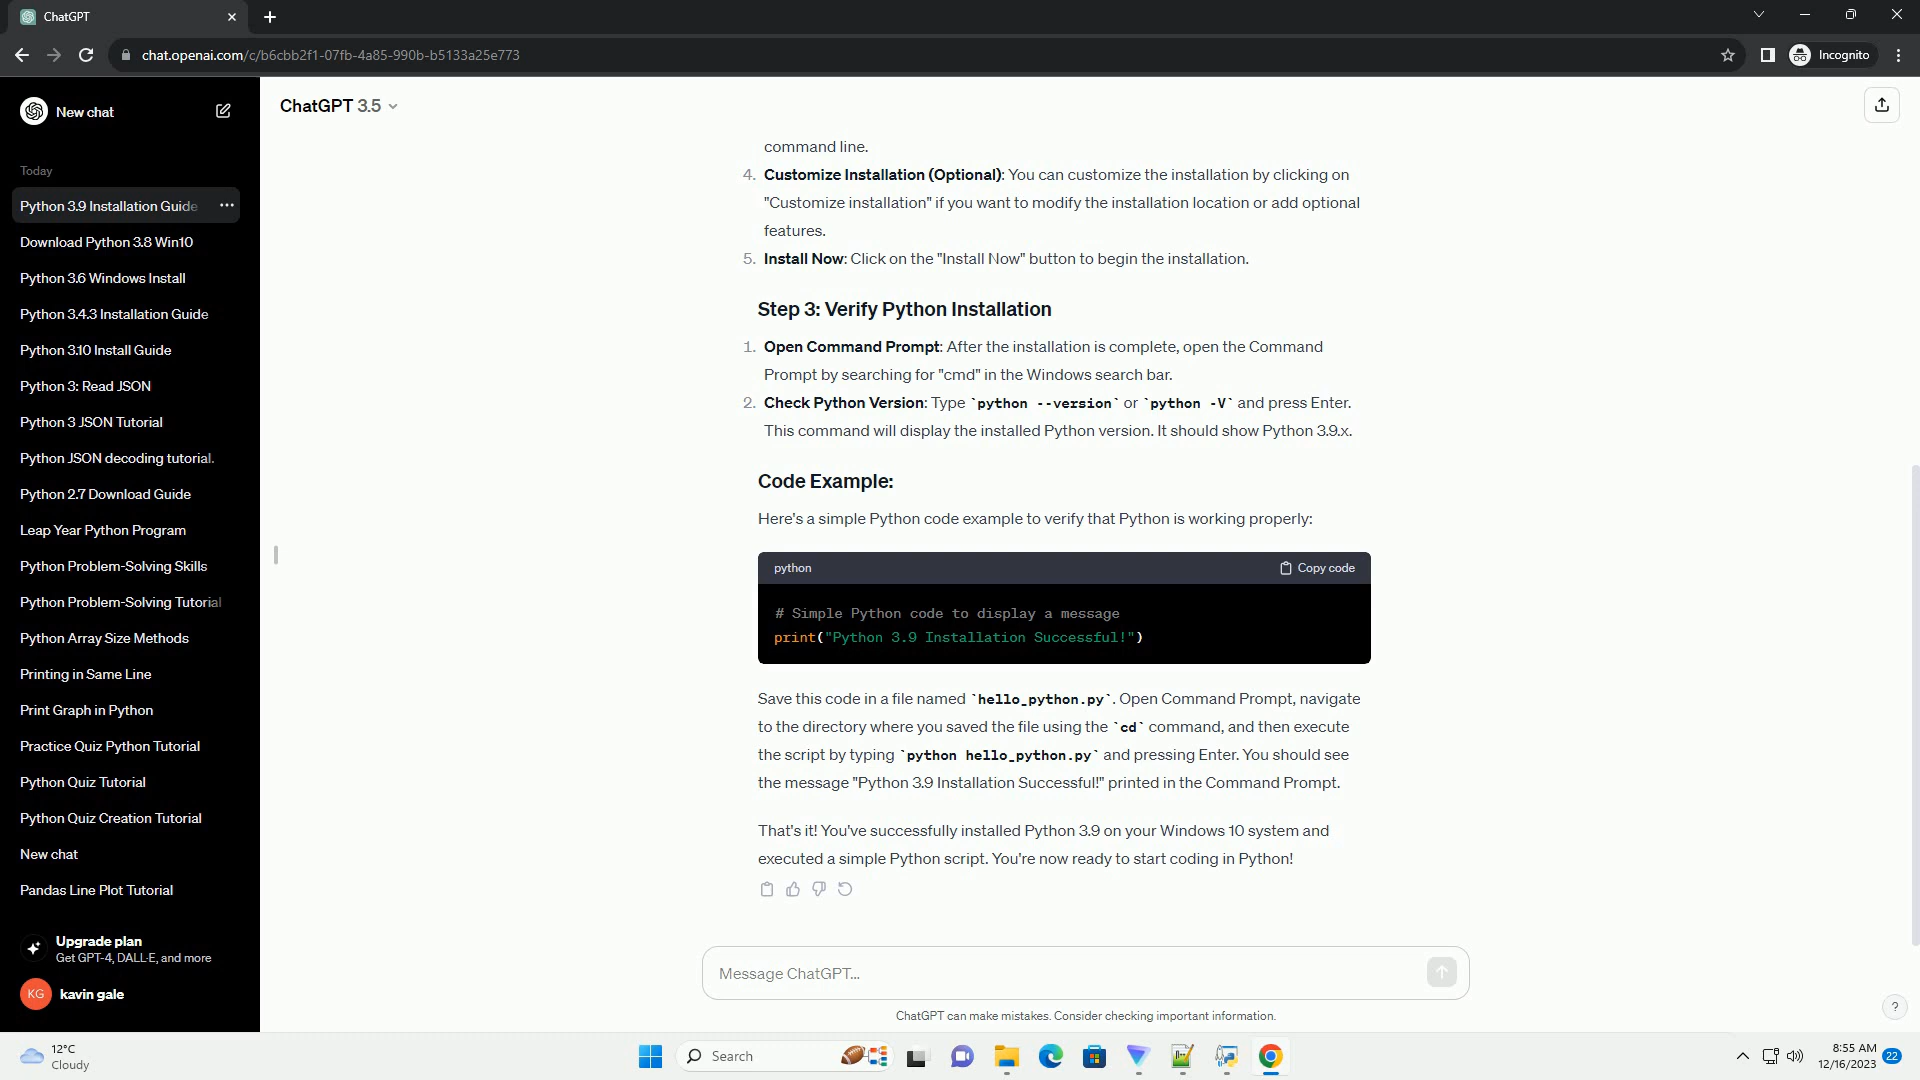 ChatGPT
chat.openai.com/c/b6cbb2f1-07fb-4a85-990b-b5133a25e773
Incognito
New chat
Today
Python 3.9 Installation Guide
Download Python 3.8 Win10
Python 3.6 Windows Install
Python 3.4.3 Installation Guide
Python 3.10 Install Guide
Python 3: Read JSON
Python 3 JSON Tutorial
Python JSON decoding tutorial.
Python 2.7 Download Guide
Leap Year Python Program
Python Problem-Solving Skills
Python Problem-Solving Tutorial
Python Array Size Methods
Printing in Same Line
Print Graph in Python
Practice Quiz Python Tutorial
Python Quiz Tutorial
Python Quiz Creation Tutorial
New chat
Pandas Line Plot Tutorial
Upgrade plan
Get GPT-4, DALL·E, and more
KG kavin gale
ChatGPT 3.5
command line.
4. Customize Installation (Optional): You can customize the installation by clicking on
"Customize installation" if you want to modify the installation location or add optional
features.
5. Install Now: Click on the "Install Now" button to begin the installation.
Step 3: Verify Python Installation
1. Open Command Prompt: After the installation is complete, open the Command
Prompt by searching for "cmd" in the Windows search bar.
2. Check Python Version: Type `python --version` or `python -V` and press Enter.
This command will display the installed Python version. It should show Python 3.9.x.
Code Example:
Here's a simple Python code example to verify that Python is working properly:
python Copy code
# Simple Python code to display a message
print("Python 3.9 Installation Successful!")
Save this code in a file named `hello_python.py`. Open Command Prompt, navigate
to the directory where you saved the file using the `cd` command, and then execute
the script by typing `python hello_python.py` and pressing Enter. You should see
the message "Python 3.9 Installation Successful!" printed in the Command Prompt.
That's it! You've successfully installed Python 3.9 on your Windows 10 system and
executed a simple Python script. You're now ready to start coding in Python!
Message ChatGPT...
ChatGPT can make mistakes. Consider checking important information.
?
12°C
Cloudy
Search
8:55 AM
12/16/2023
22